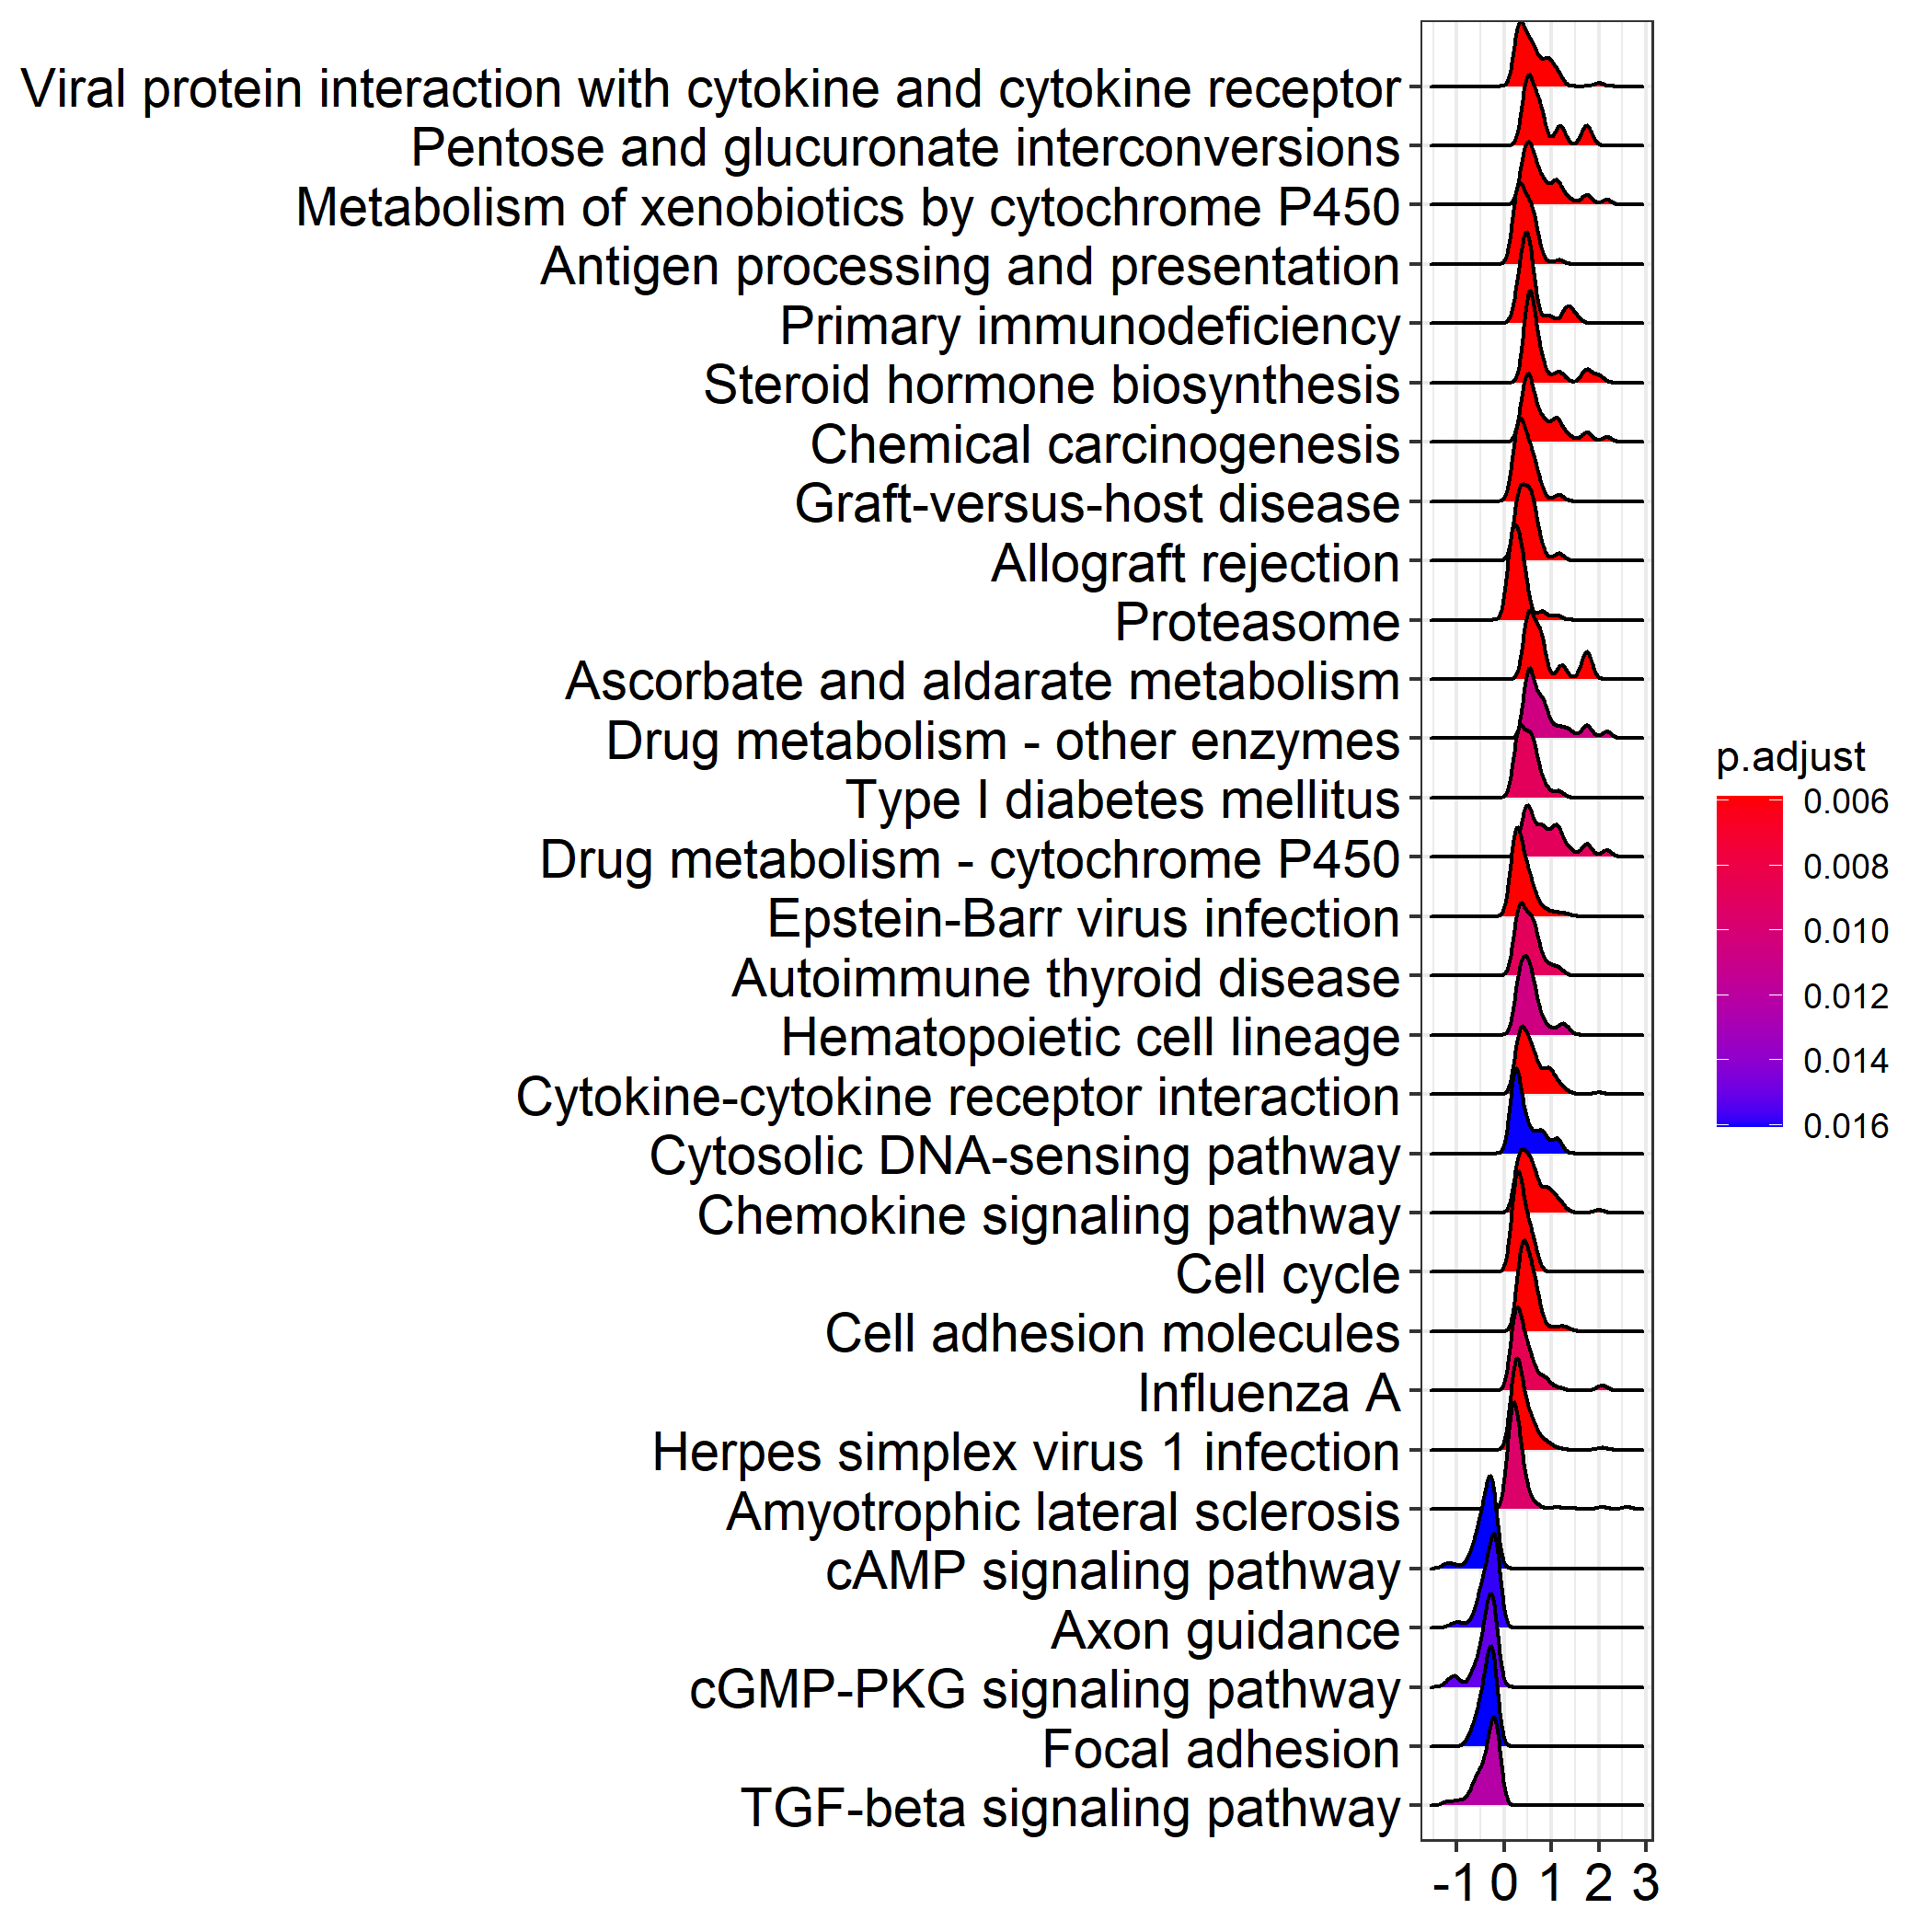 Viral protein interaction with cytokine and cytokine receptor
Pentose and glucuronate interconversions
Metabolism of xenobiotics by cytochrome P450
Antigen processing and presentation
Primary immunodeficiency
Steroid hormone biosynthesis
Chemical carcinogenesis
Graft-versus-host disease
Allograft rejection
Proteasome
Ascorbate and aldarate metabolism
Drug metabolism - other enzymes
Type I diabetes mellitus
Drug metabolism - cytochrome P450
Epstein-Barr virus infection
Autoimmune thyroid disease
Hematopoietic cell lineage
Cytokine-cytokine receptor interaction
Cytosolic DNA-sensing pathway
Chemokine signaling pathway
Cell cycle
Cell adhesion molecules
Influenza A
Herpes simplex virus 1 infection
Amyotrophic lateral sclerosis
cAMP signaling pathway
Axon guidance
cGMP-PKG signaling pathway
Focal adhesion
TGF-beta signaling pathway
-1 0 1 2 3
p.adjust
0.006
0.008
0.010
0.012
0.014
0.016